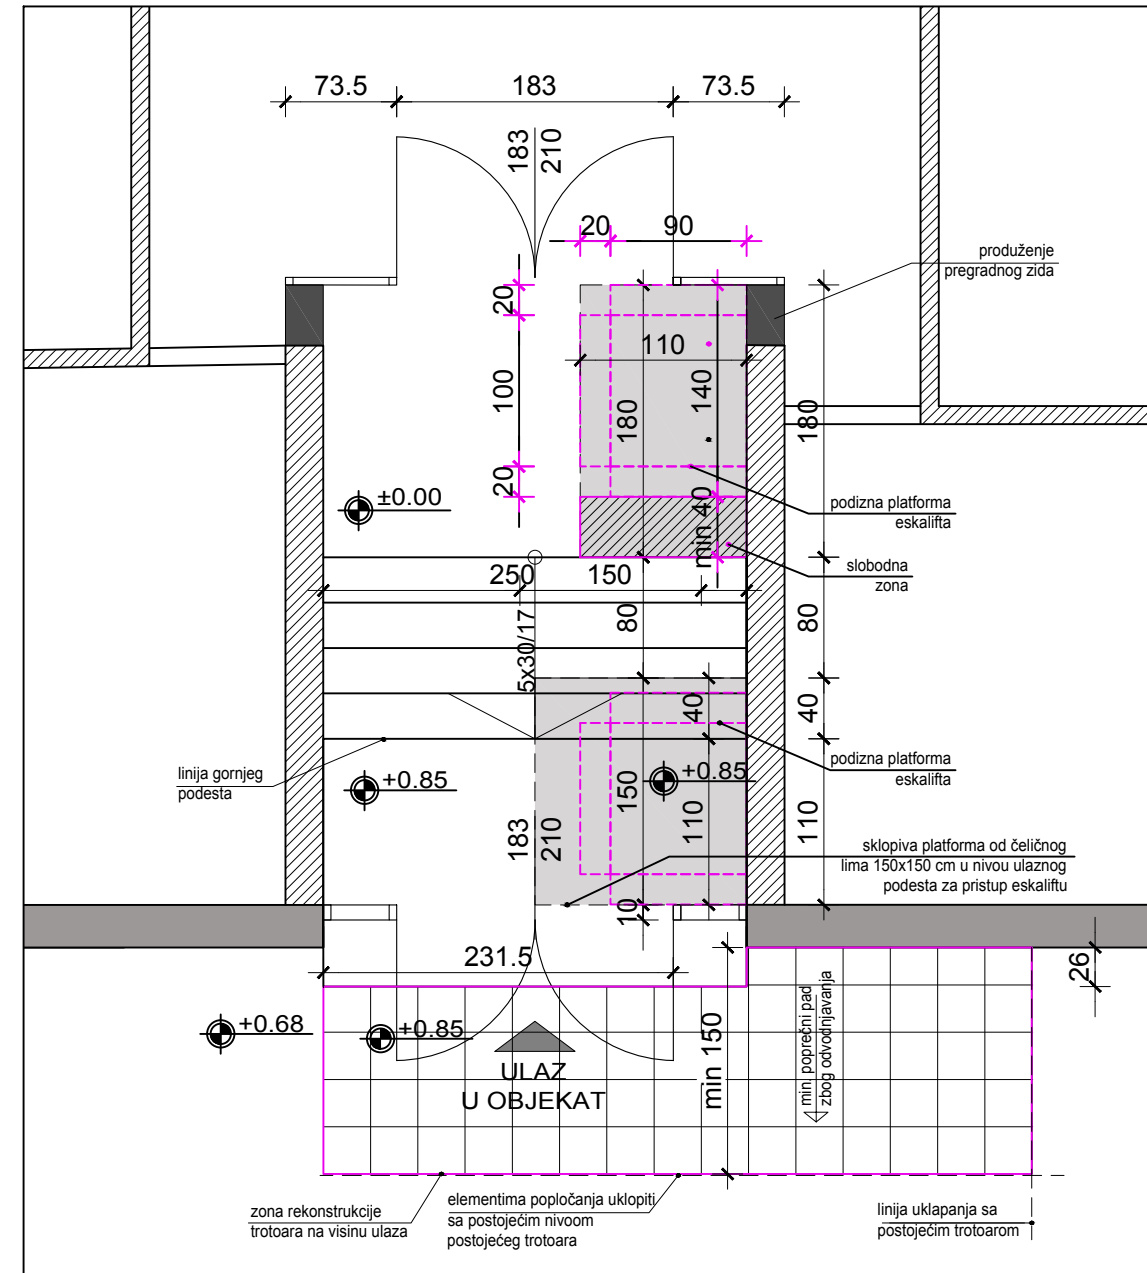 73.5
183
73.5
183
210
20
90
produženje
pregradnog zida
20
110
100
180
140
180
20
±0.00
min 40
podizna platforma
eskalifta
slobodna
zona
250
150
5x30/17
80
80
40
40
linija gornjeg
podesta
+0.85
+0.85
podizna platforma
eskalifta
183
210
150
110
110
sklopiva platforma od čeličnog
lima 150x150 cm u nivou ulaznog
podesta za pristup eskaliftu
10
231.5
26
+0.68
+0.85
min 150
min. poprečni pad
zbog odvodnjavanja
ULAZ
U OBJEKAT
zona rekonstrukcije
trotoara na visinu ulaza
elementima popločanja uklopiti
sa postojećim nivoom
postojećeg trotoara
linija uklapanja sa
postojećim trotoarom